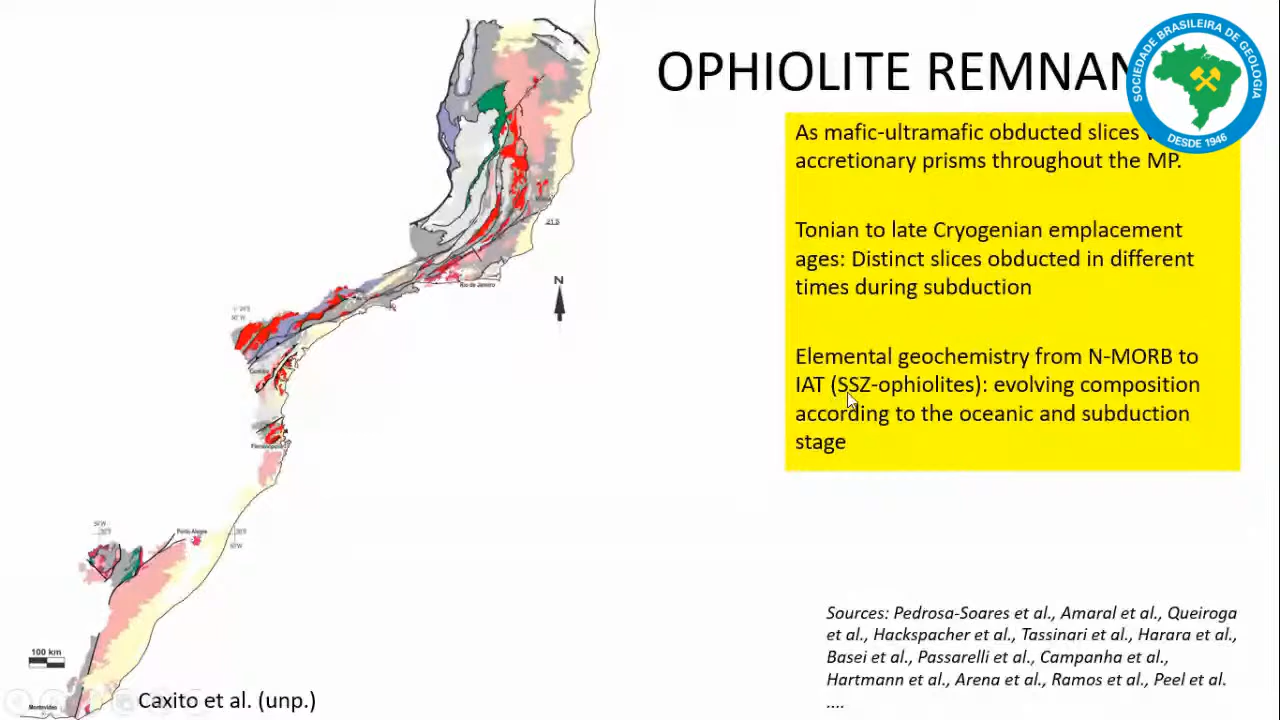 OPHIOLITE REMNAN
SOCIEDADE BRASILEIRA DE GEOLOGIA
DESDE 1946
As mafic-ultramafic obducted slices
accretionary prisms throughout the MP.
Tonian to late Cryogenian emplacement
ages: Distinct slices obducted in different
times during subduction
Elemental geochemistry from N-MORB to
IAT (SSZ-ophiolites): evolving composition
according to the oceanic and subduction
stage
21 S
N
Rio de Janeiro
Florianópolis
Porto Alegre
100 km
Montevideo
Caxito et al. (unp.)
Sources: Pedrosa-Soares et al., Amaral et al., Queiroga
et al., Hackspacher et al., Tassinari et al., Harara et al.,
Basei et al., Passarelli et al., Campanha et al.,
Hartmann et al., Arena et al., Ramos et al., Peel et al.
....